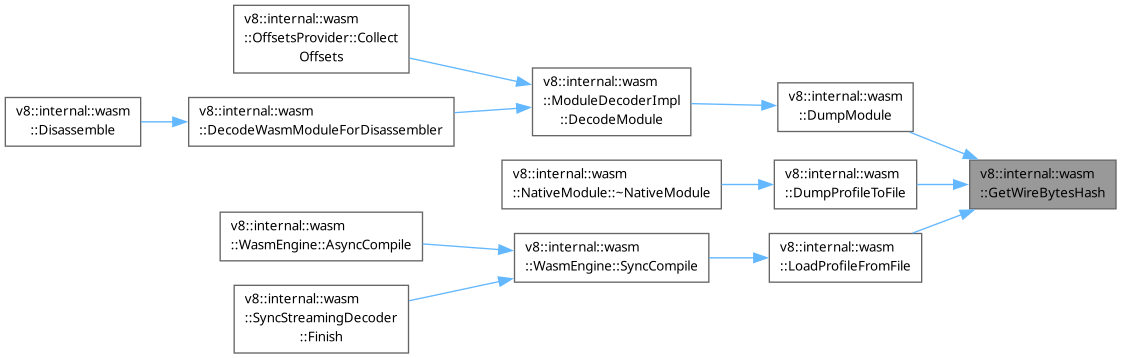 v8::internal::wasm
::OffsetsProvider::Collect
Offsets
v8::internal::wasm
::Disassemble
v8::internal::wasm
::DecodeWasmModuleForDisassembler
v8::internal::wasm
::ModuleDecoderImpl
::DecodeModule
v8::internal::wasm
::DumpModule
v8::internal::wasm
::NativeModule::~NativeModule
v8::internal::wasm
::DumpProfileToFile
v8::internal::wasm
::GetWireBytesHash
v8::internal::wasm
::WasmEngine::AsyncCompile
v8::internal::wasm
::WasmEngine::SyncCompile
v8::internal::wasm
::LoadProfileFromFile
v8::internal::wasm
::SyncStreamingDecoder
::Finish